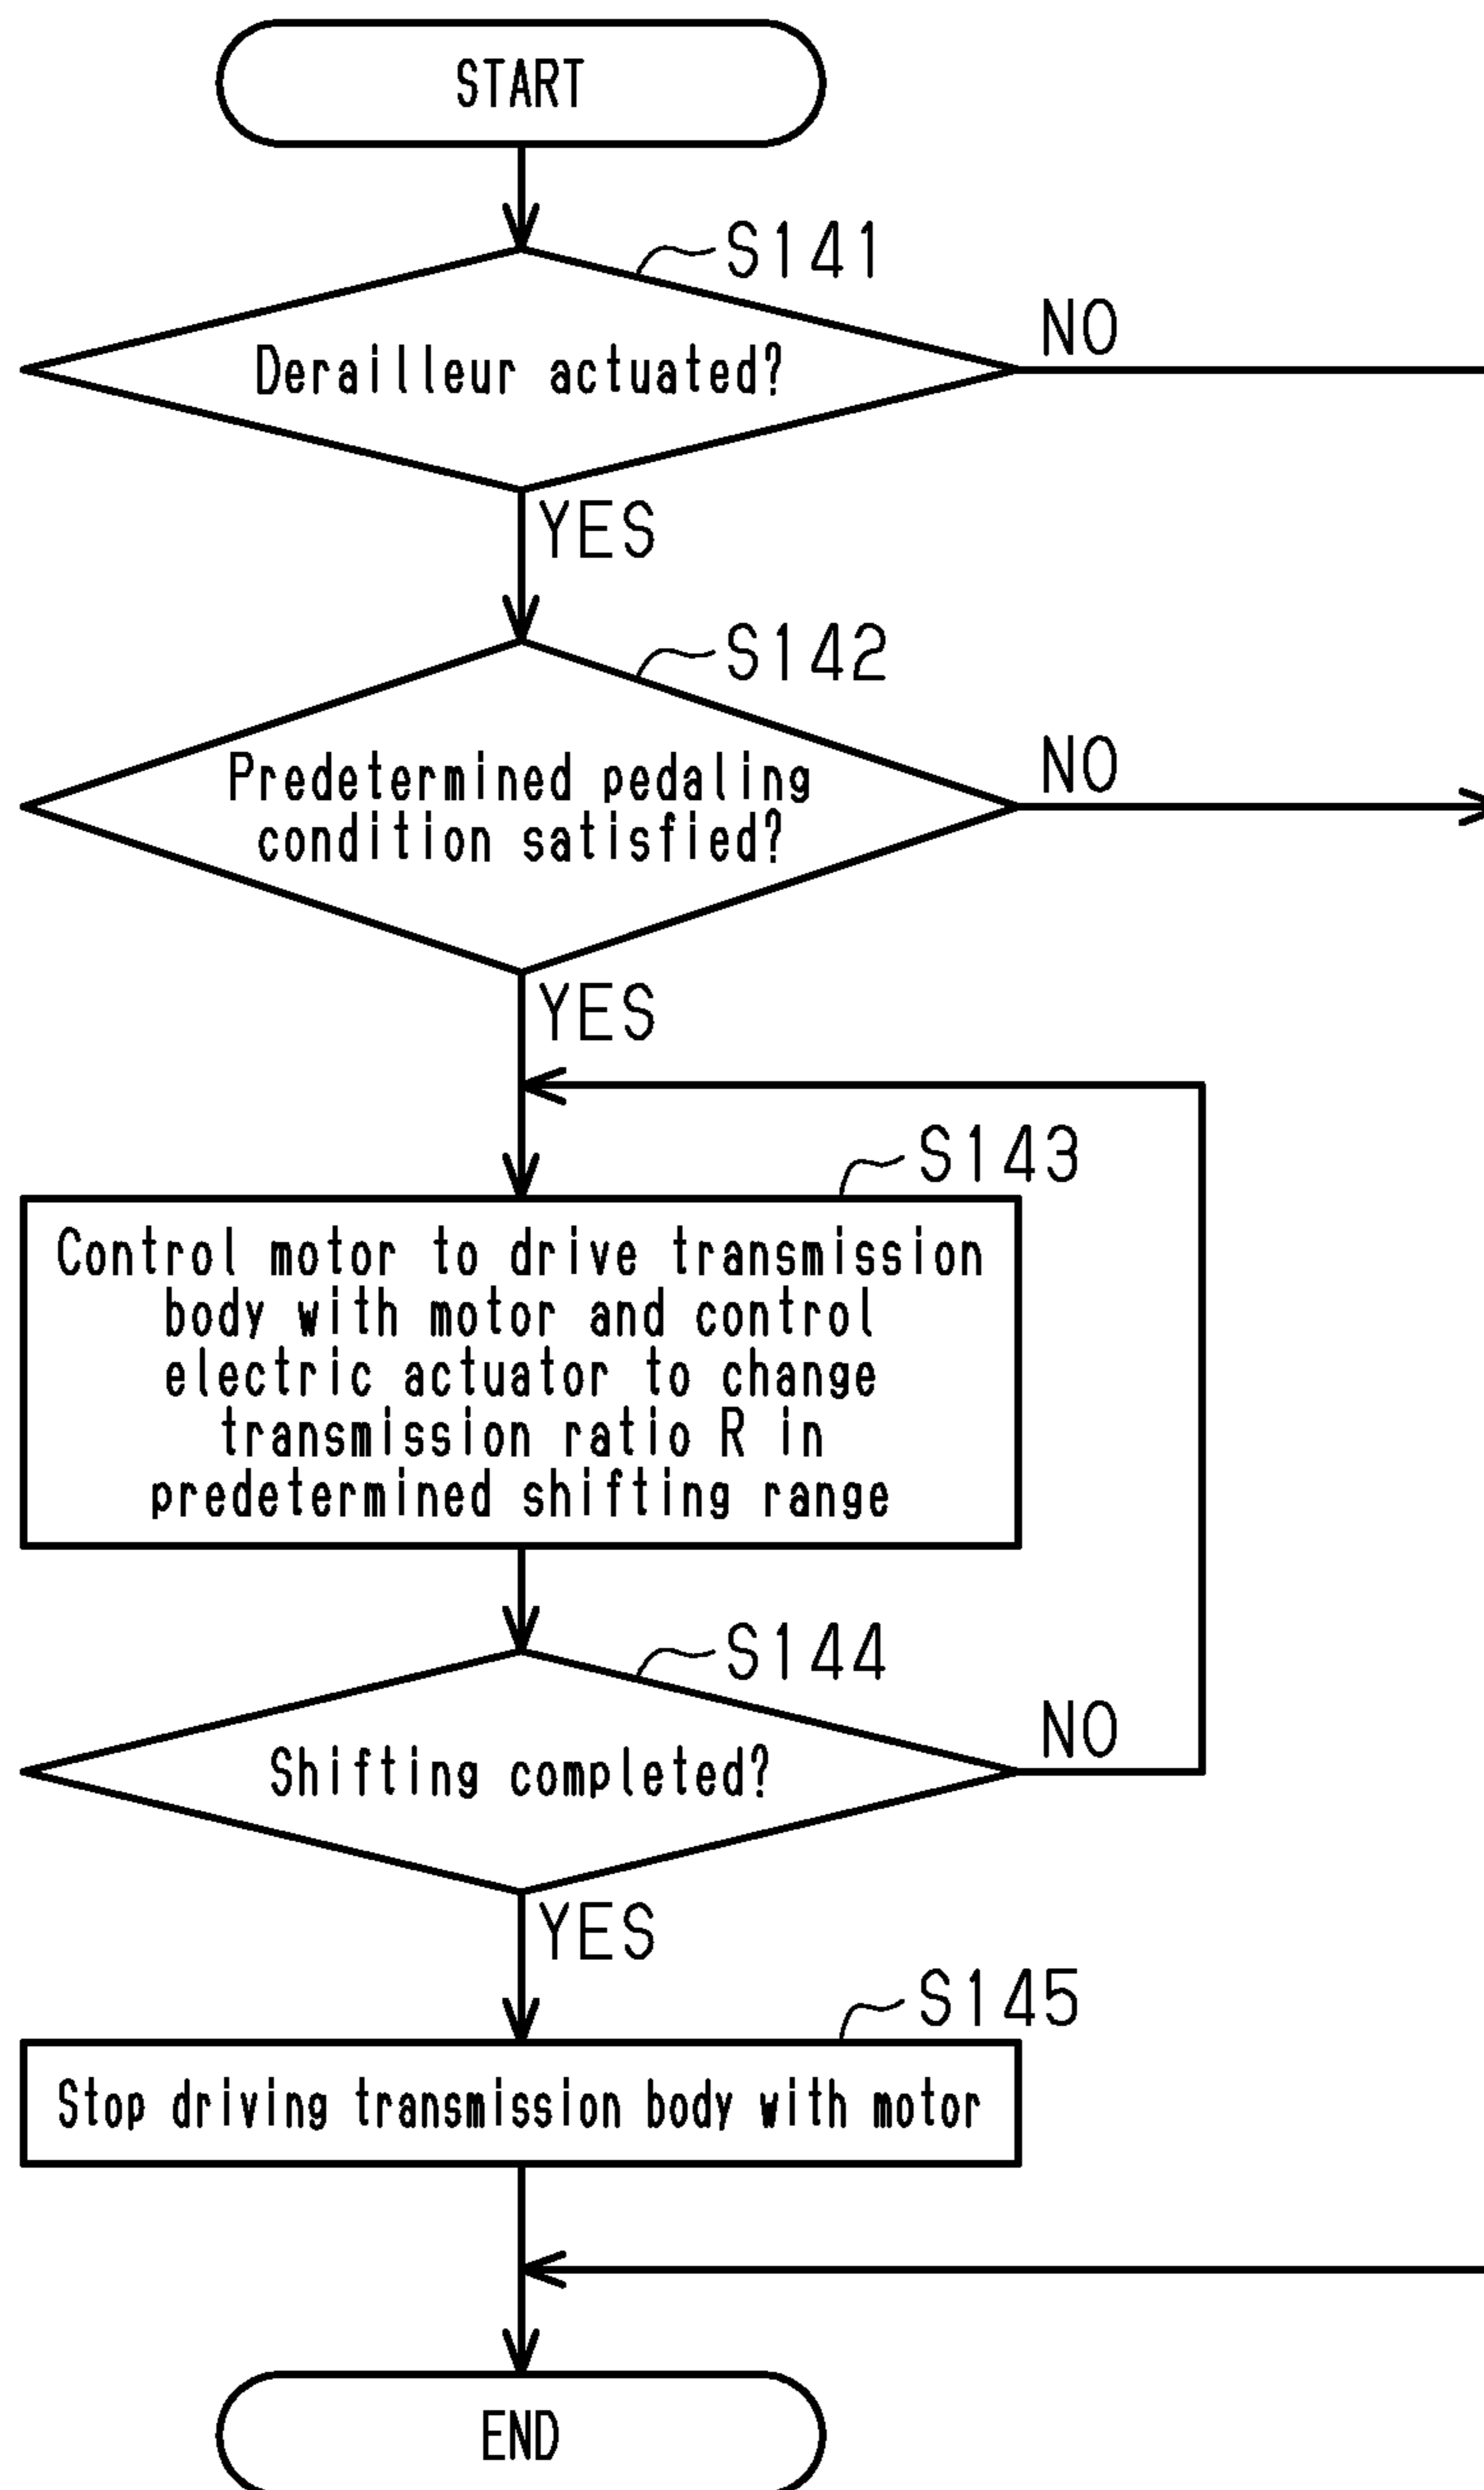 START
S141
Derailleur actuated?
NO
YES
S142
Predetermined pedaling
condition satisfied?
NO
YES
S143
Control motor to drive transmission
body with motor and control
electric actuator to change
transmission ratio R in
predetermined shifting range
S144
Shifting completed?
NO
YES
S145
Stop driving transmission body with motor
END